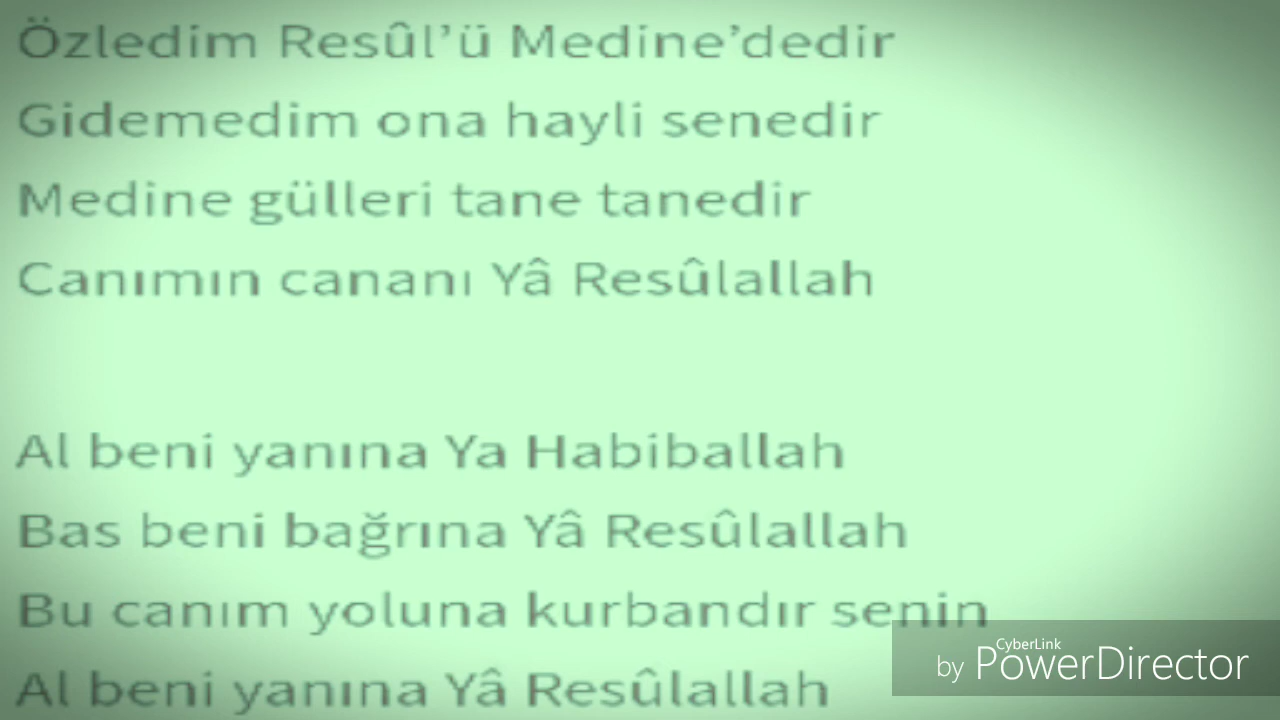 Özledim Resûl’ü Medine’dedir
Gidemedim ona hayli senedir
Medine gülleri tane tanedir
Canımın cananı Yâ Resûlallah
Al beni yanına Ya Habiballah
Bas beni bağrına Yâ Resûlallah
Bu canım yoluna kurbandır senin
Al beni yanına Yâ Resûlallah
CyberLink
by PowerDirector